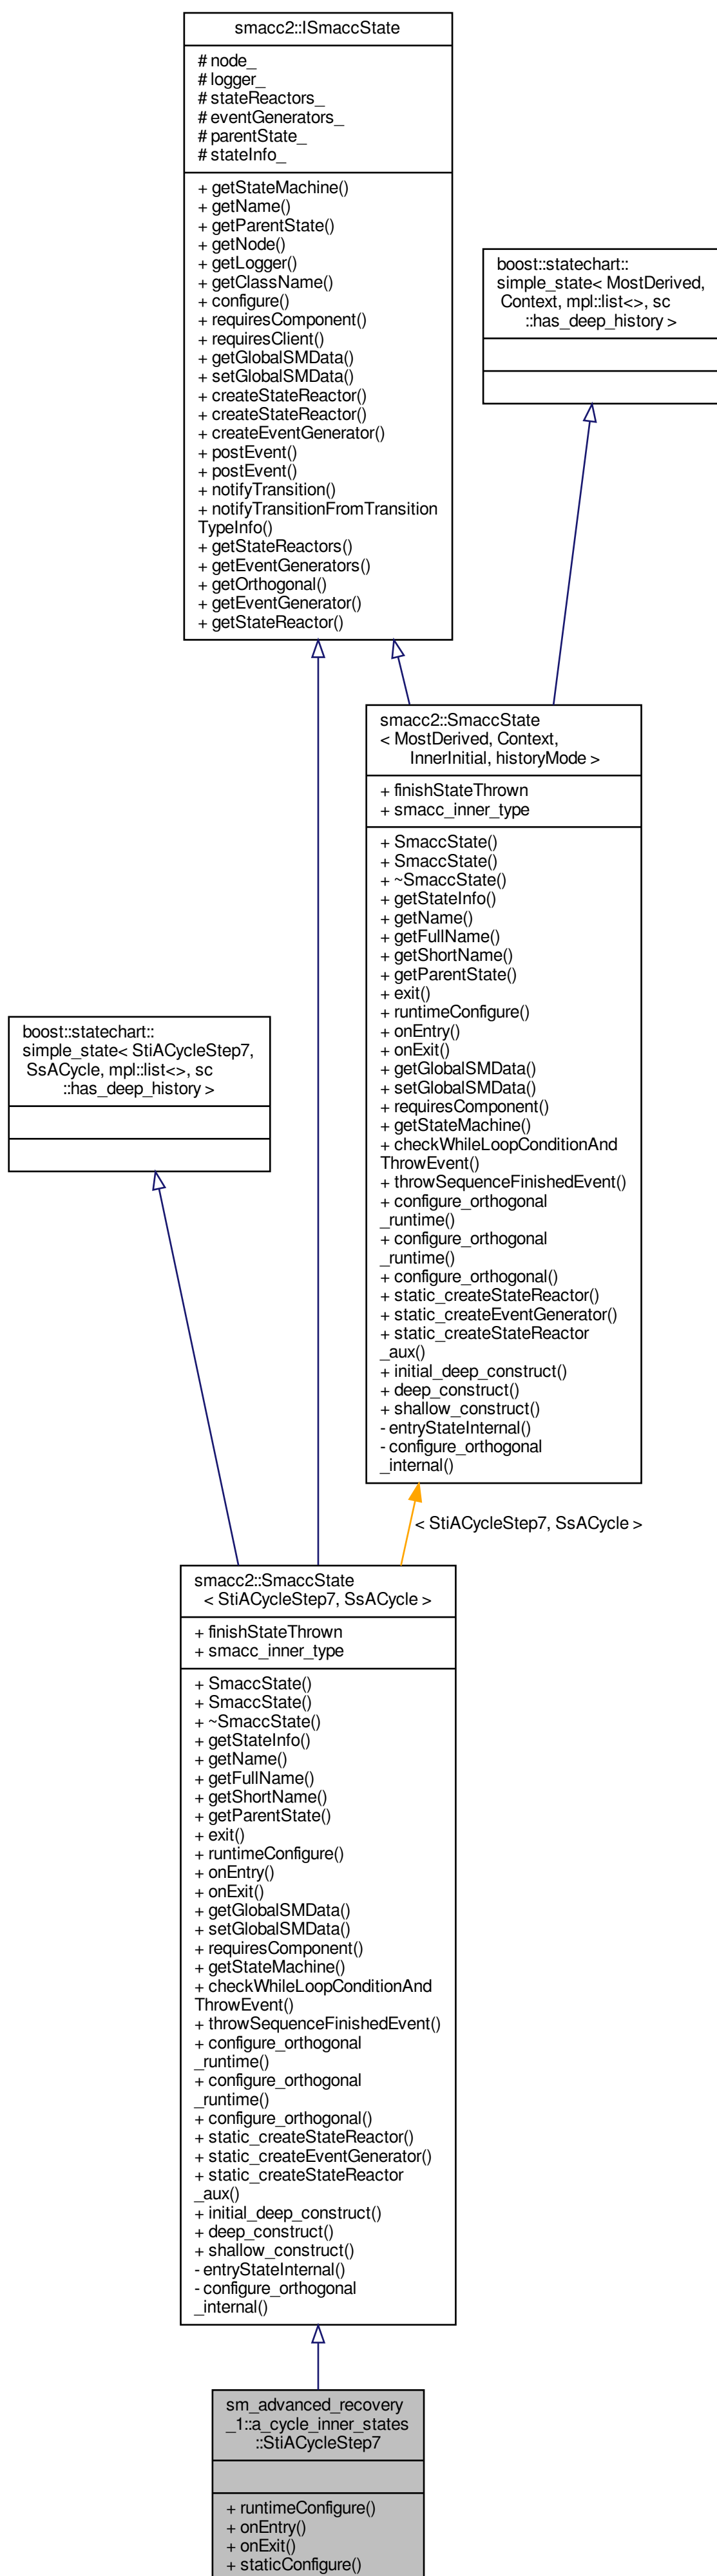 smacc2::ISmaccState
# node_
# logger_
# stateReactors_
# eventGenerators_
# parentState_
# stateInfo_
+ getStateMachine()
+ getName()
+ getParentState()
+ getNode()
+ getLogger()
+ getClassName()
+ configure()
+ requiresComponent()
+ requiresClient()
+ getGlobalSMData()
+ setGlobalSMData()
+ createStateReactor()
+ createStateReactor()
+ createEventGenerator()
+ postEvent()
+ postEvent()
+ notifyTransition()
+ notifyTransitionFromTransition
TypeInfo()
+ getStateReactors()
+ getEventGenerators()
+ getOrthogonal()
+ getEventGenerator()
+ getStateReactor()
boost::statechart::
simple_state< MostDerived,
Context, mpl::list<>, sc
::has_deep_history >
smacc2::SmaccState
< MostDerived, Context,
InnerInitial, historyMode >
+ finishStateThrown
+ smacc_inner_type
+ SmaccState()
+ SmaccState()
+ ~SmaccState()
+ getStateInfo()
+ getName()
+ getFullName()
+ getShortName()
+ getParentState()
+ exit()
+ runtimeConfigure()
+ onEntry()
+ onExit()
+ getGlobalSMData()
+ setGlobalSMData()
+ requiresComponent()
+ getStateMachine()
+ checkWhileLoopConditionAnd
ThrowEvent()
+ throwSequenceFinishedEvent()
+ configure_orthogonal
_runtime()
+ configure_orthogonal
_runtime()
+ configure_orthogonal()
+ static_createStateReactor()
+ static_createEventGenerator()
+ static_createStateReactor
_aux()
+ initial_deep_construct()
+ deep_construct()
+ shallow_construct()
- entryStateInternal()
- configure_orthogonal
_internal()
boost::statechart::
simple_state< StiACycleStep7,
SsACycle, mpl::list<>, sc
::has_deep_history >
< StiACycleStep7, SsACycle >
smacc2::SmaccState
< StiACycleStep7, SsACycle >
+ finishStateThrown
+ smacc_inner_type
+ SmaccState()
+ SmaccState()
+ ~SmaccState()
+ getStateInfo()
+ getName()
+ getFullName()
+ getShortName()
+ getParentState()
+ exit()
+ runtimeConfigure()
+ onEntry()
+ onExit()
+ getGlobalSMData()
+ setGlobalSMData()
+ requiresComponent()
+ getStateMachine()
+ checkWhileLoopConditionAnd
ThrowEvent()
+ throwSequenceFinishedEvent()
+ configure_orthogonal
_runtime()
+ configure_orthogonal
_runtime()
+ configure_orthogonal()
+ static_createStateReactor()
+ static_createEventGenerator()
+ static_createStateReactor
_aux()
+ initial_deep_construct()
+ deep_construct()
+ shallow_construct()
- entryStateInternal()
- configure_orthogonal
_internal()
sm_advanced_recovery
_1::a_cycle_inner_states
::StiACycleStep7
+ runtimeConfigure()
+ onEntry()
+ onExit()
+ staticConfigure()